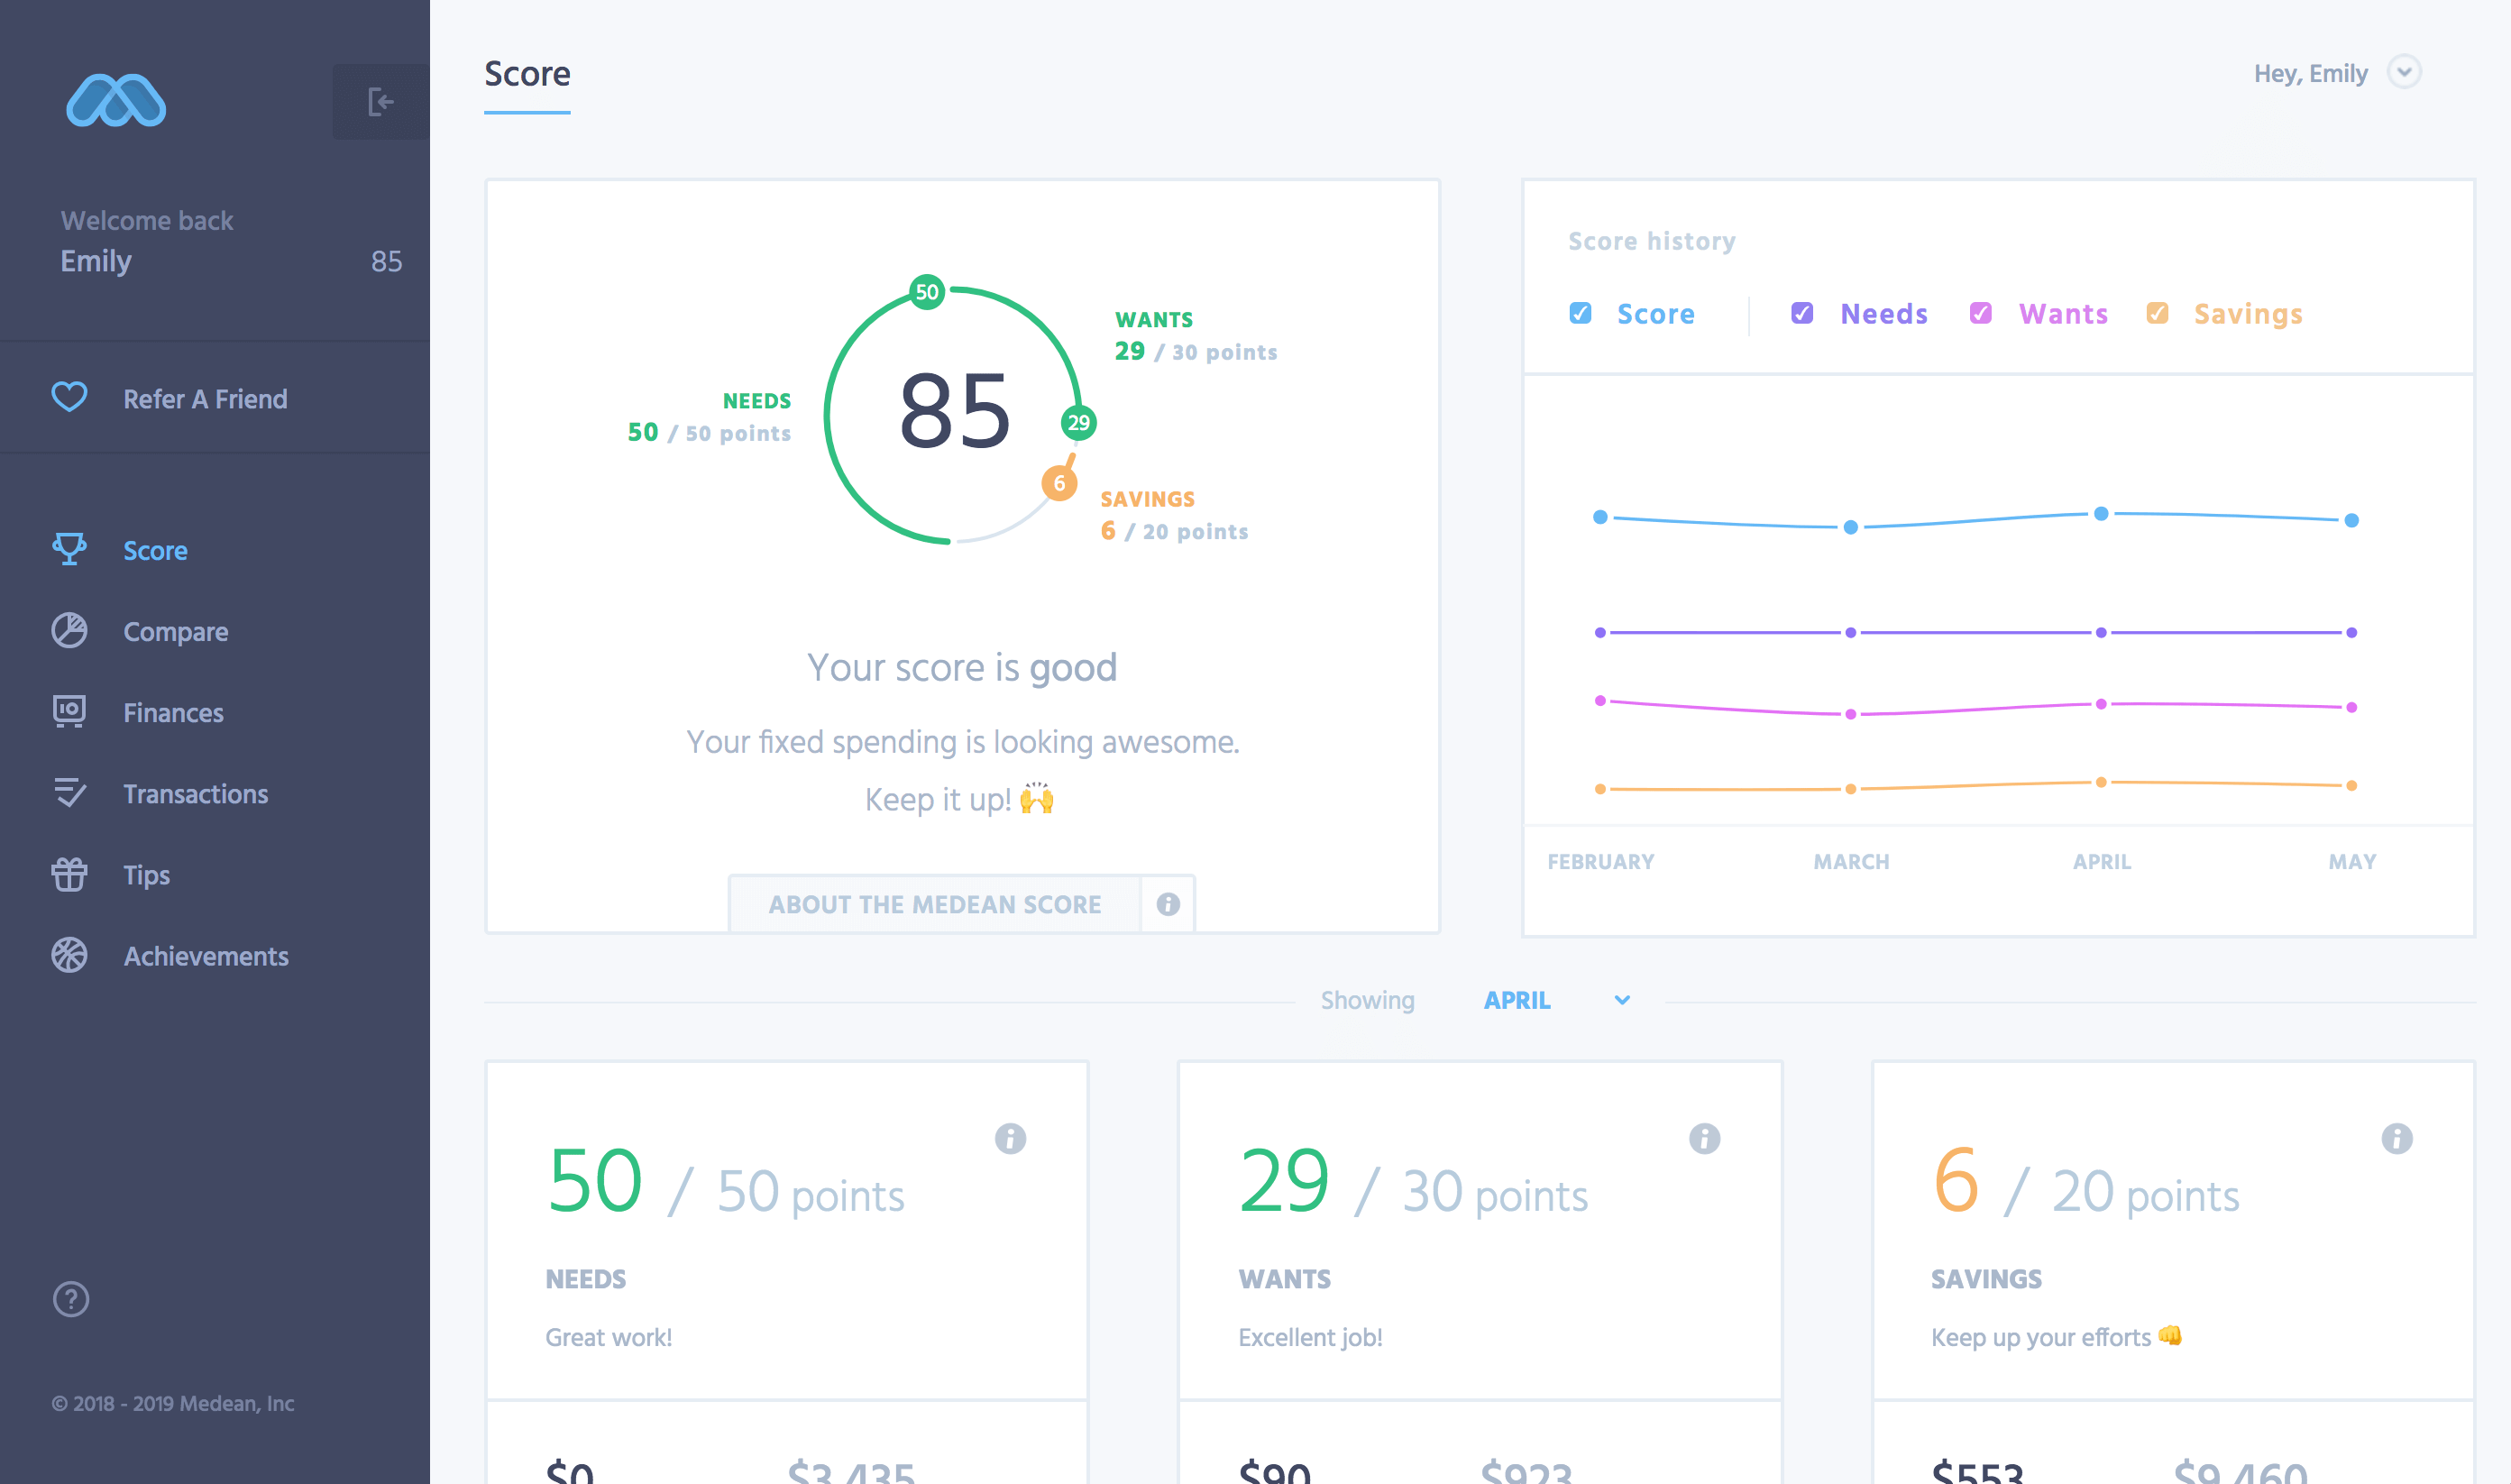 Welcome back
Emily 85
Refer A Friend
Score
Compare
Finances
Transactions
Tips
Achievements
© 2018 - 2019 Medean, Inc
Score
Hey, Emily
50
WANTS
29 / 30 points
NEEDS
50 / 50 points
85
29
6
SAVINGS
6 / 20 points
Your score is good
Your fixed spending is looking awesome.
Keep it up! 🙌
ABOUT THE MEDEAN SCORE
Score history
Score Needs Wants Savings
FEBRUARY MARCH APRIL MAY
Showing APRIL
50 / 50 points
NEEDS
Great work!
$0 $3,435
29 / 30 points
WANTS
Excellent job!
$90 $923
6 / 20 points
SAVINGS
Keep up your efforts 👊
$553 $9,460